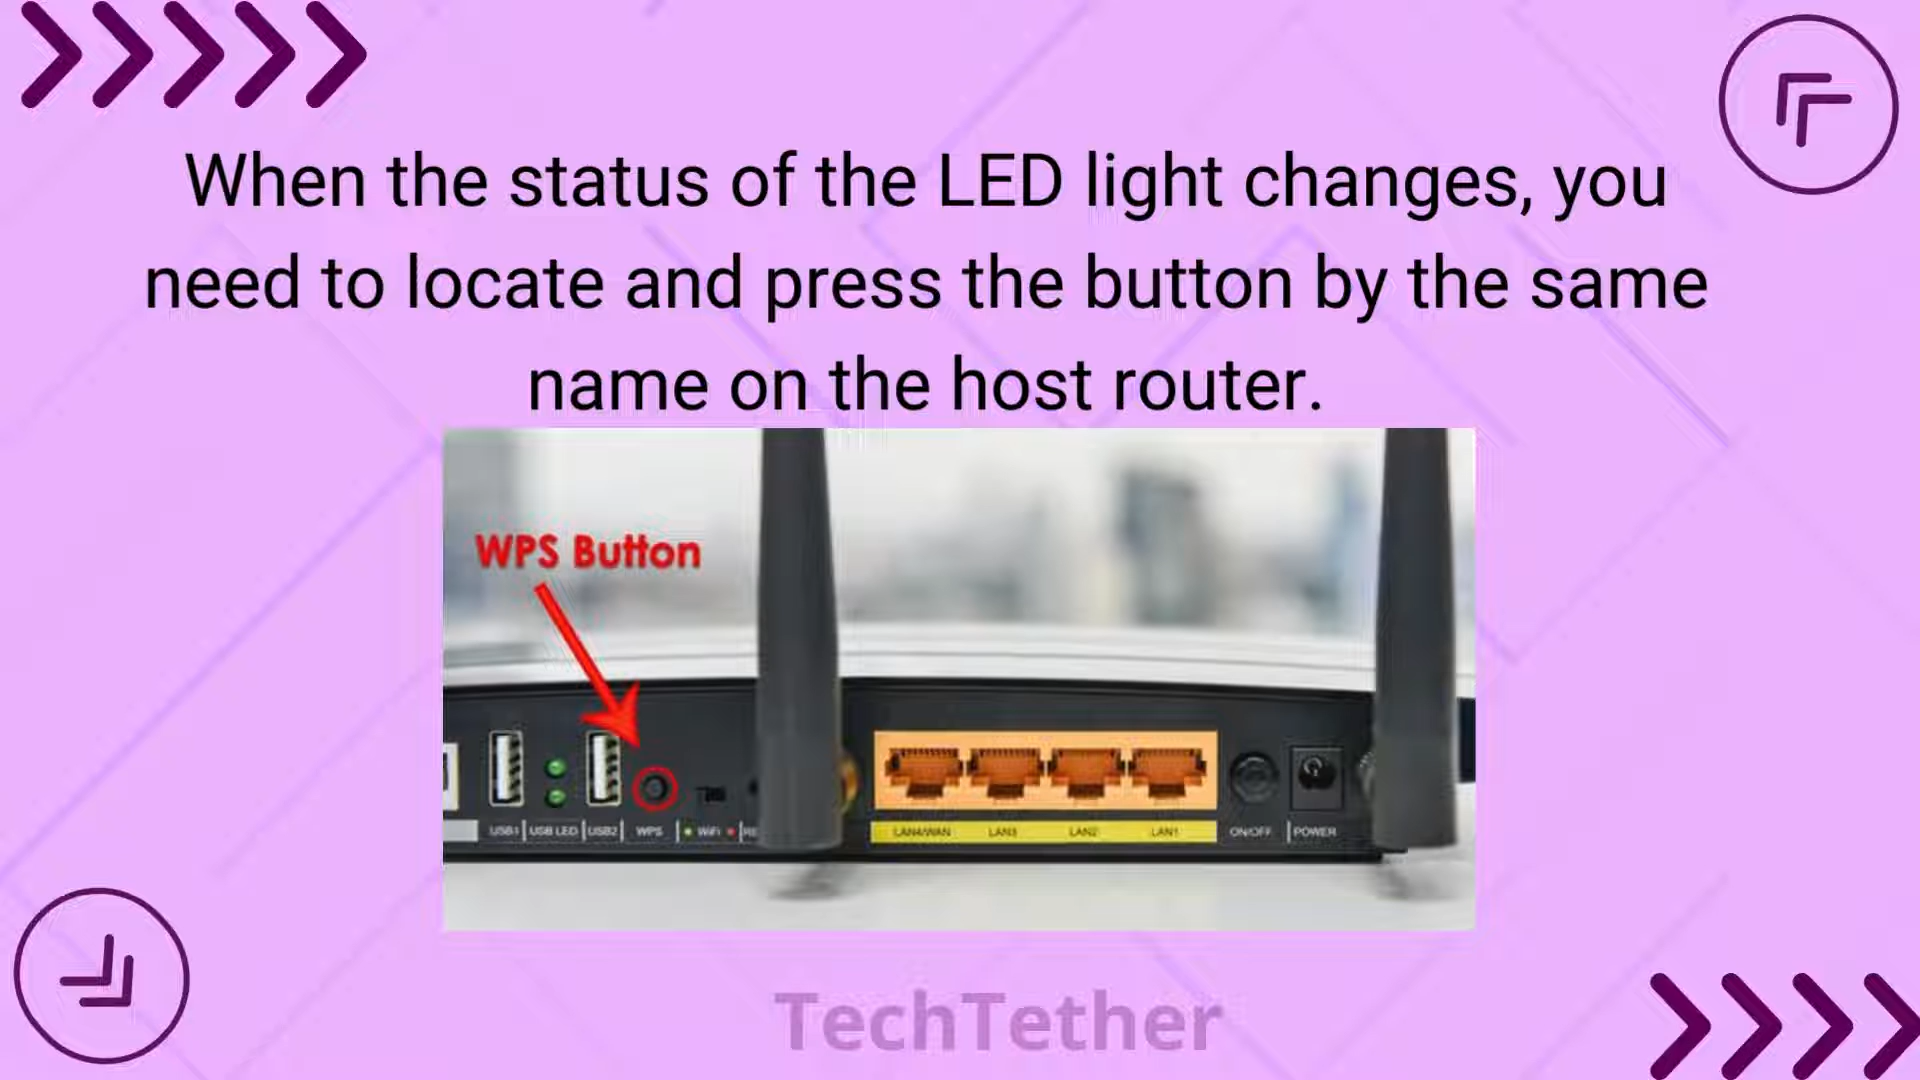 When the status of the LED light changes, you
need to locate and press the button by the same
name on the host router.
WPS Button
USB1 USB LED USB2 WPS WiFi RE
LAN4/WAN LAN3 LAN2 LAN1 ON/OFF POWER
TechTether